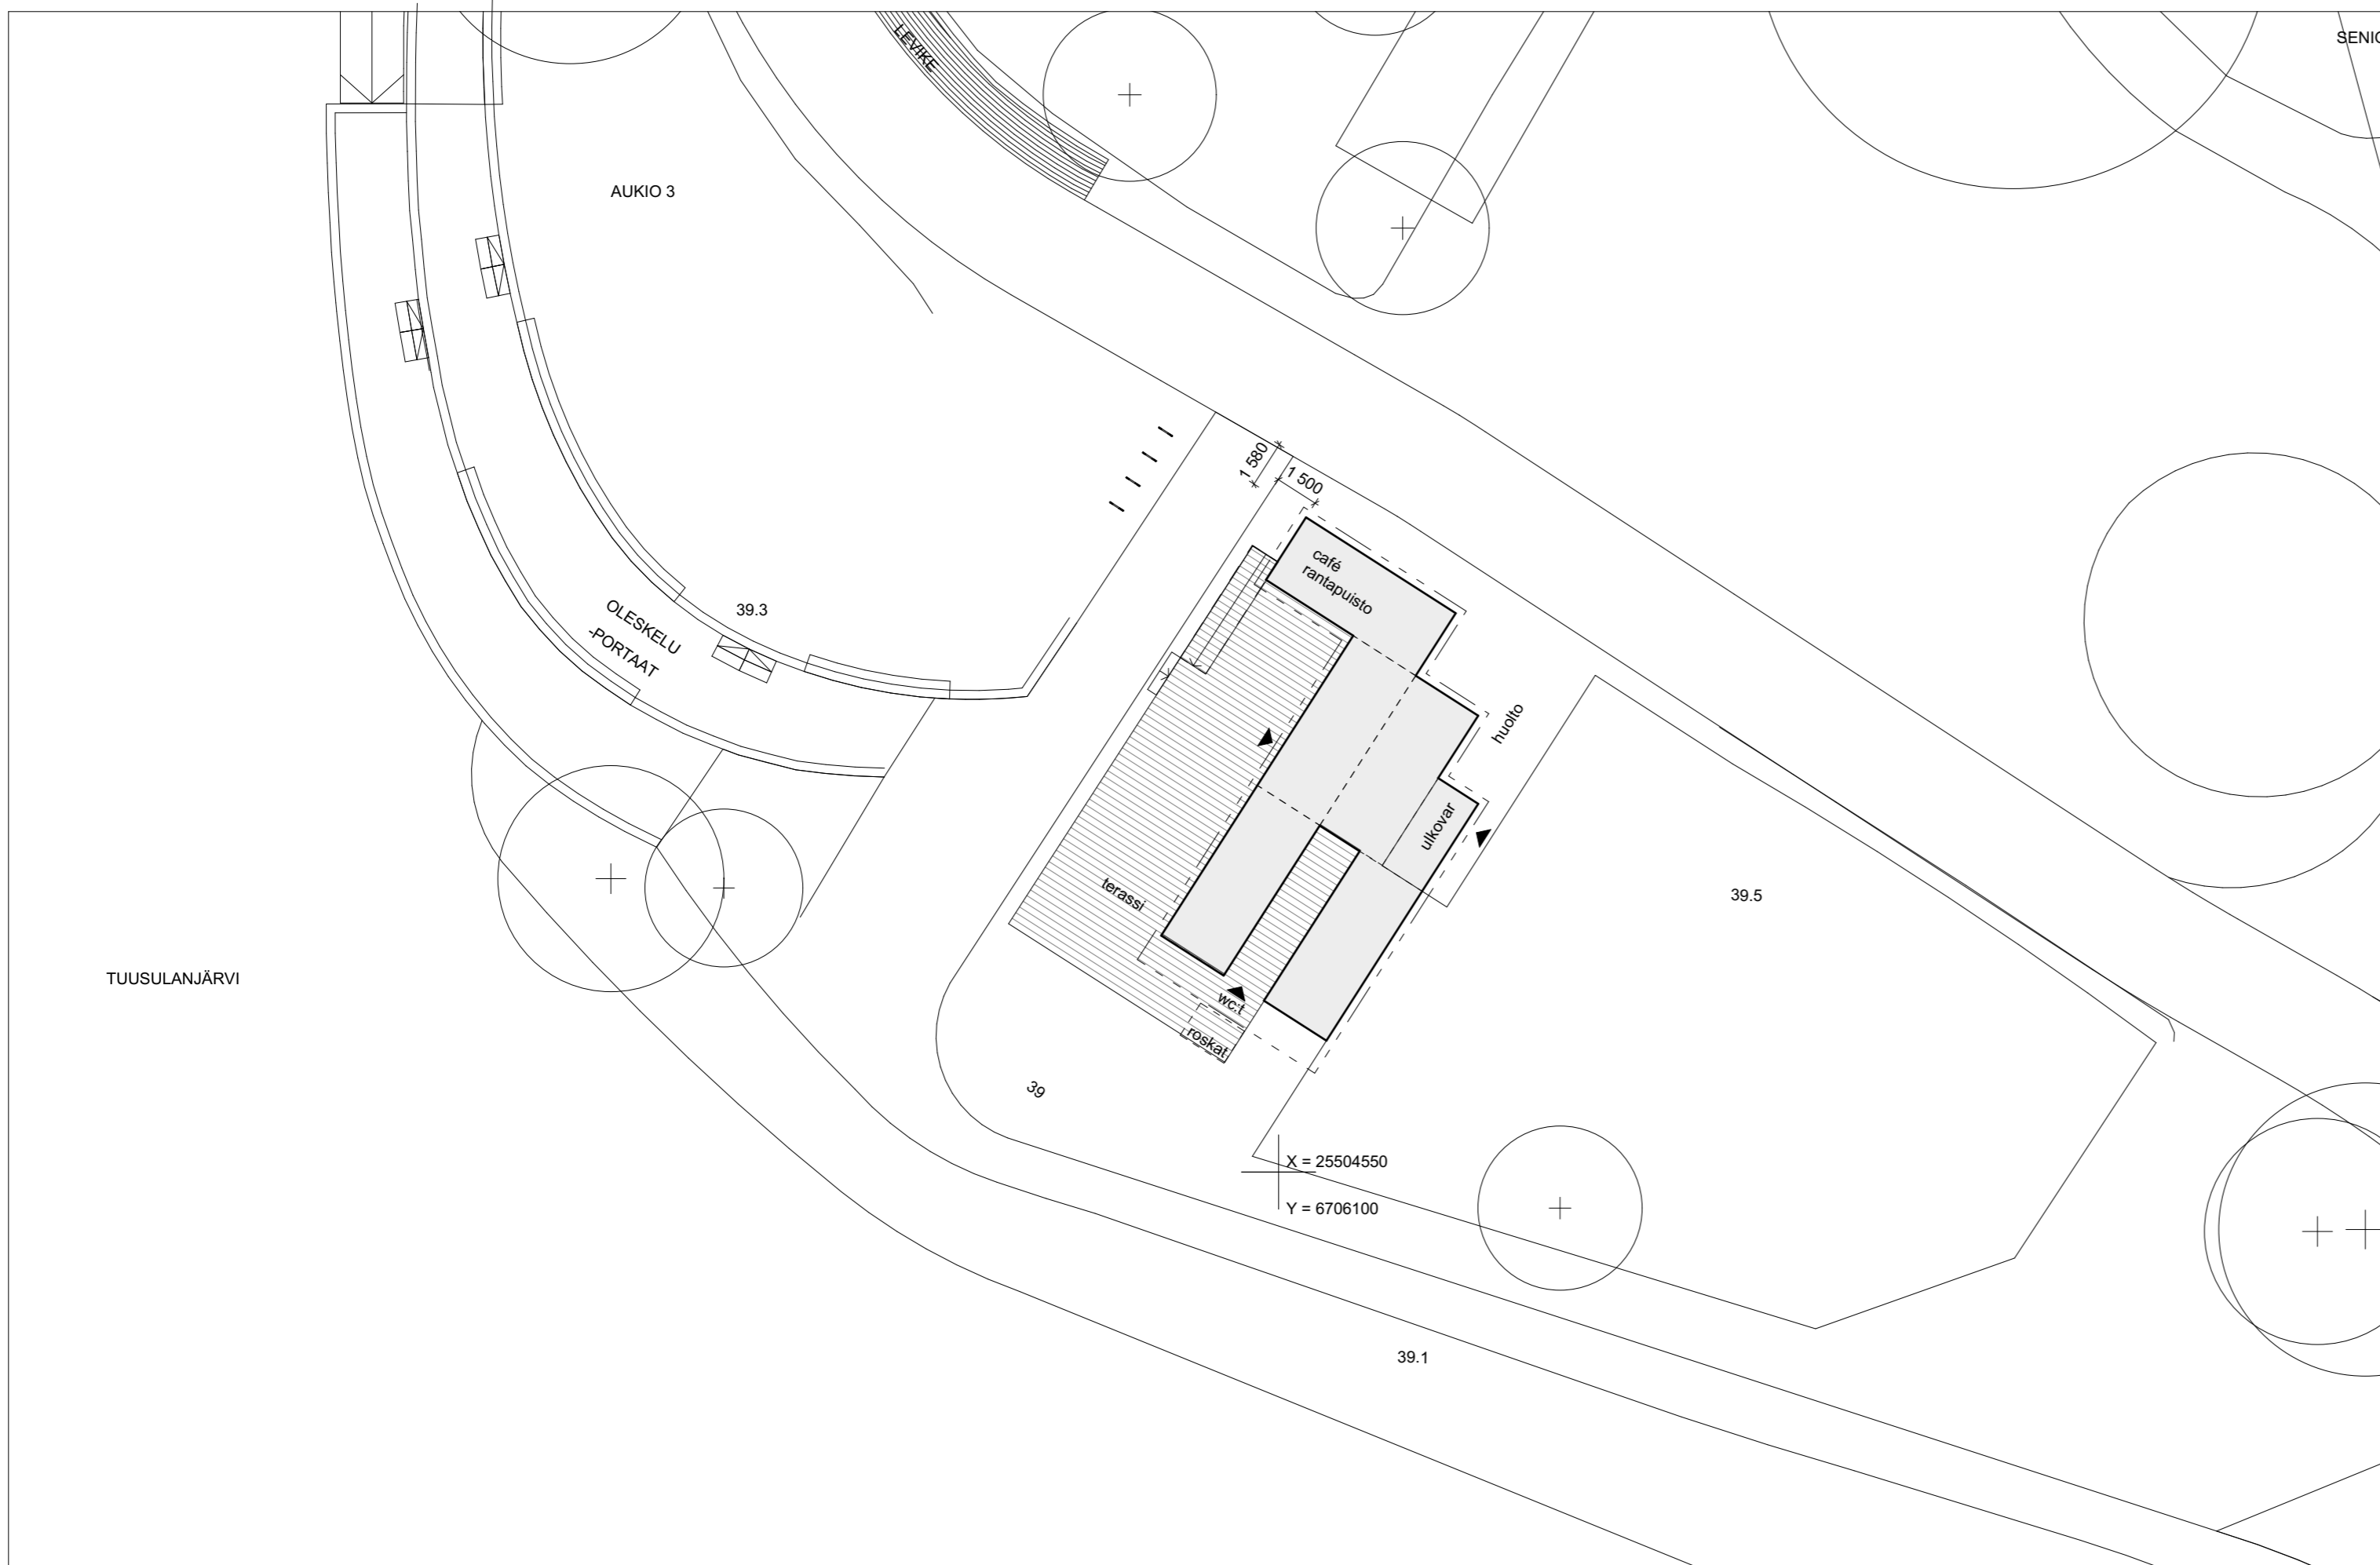 LEVIKE
SENIO
AUKIO 3
1 580
1 500
café
rantapuisto
39.3
OLESKELU
-PORTAAT
huolto
ulkovar
terassi
39.5
TUUSULANJÄRVI
wc:t
roskat
39
X = 25504550
Y = 6706100
39.1